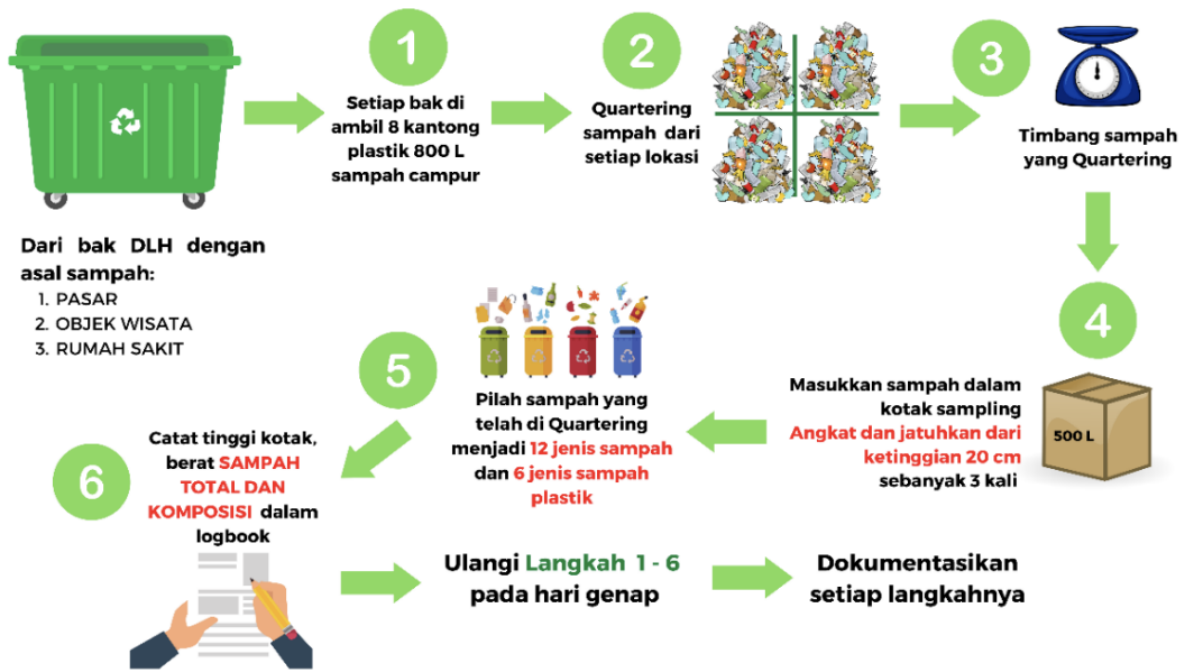 1
Setiap bak di
ambil 8 kantong
plastik 800 L
sampah campur
2
Quartering
sampah dari
setiap lokasi
3
Timbang sampah
yang Quartering
Dari bak DLH dengan
asal sampah:
1. PASAR
2. OBJEK WISATA
3. RUMAH SAKIT
4
Masukkan sampah dalam
kotak sampling
Angkat dan jatuhkan dari
ketinggian 20 cm
sebanyak 3 kali
500 L
5
Pilah sampah yang
telah di Quartering
menjadi 12 jenis sampah
dan 6 jenis sampah
plastik
6
Catat tinggi kotak,
berat SAMPAH
TOTAL DAN
KOMPOSISI dalam
logbook
Ulangi Langkah 1 - 6
pada hari genap
Dokumentasikan
setiap langkahnya